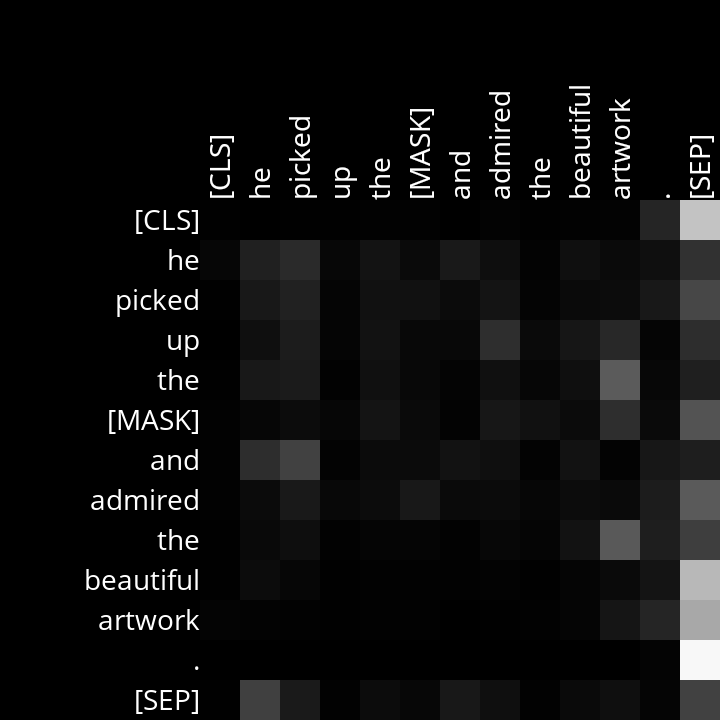 [CLS] he picked up the [MASK] and admired the beautiful artwork . [SEP]
[CLS]
he
picked
up
the
[MASK]
and
admired
the
beautiful
artwork
.
[SEP]